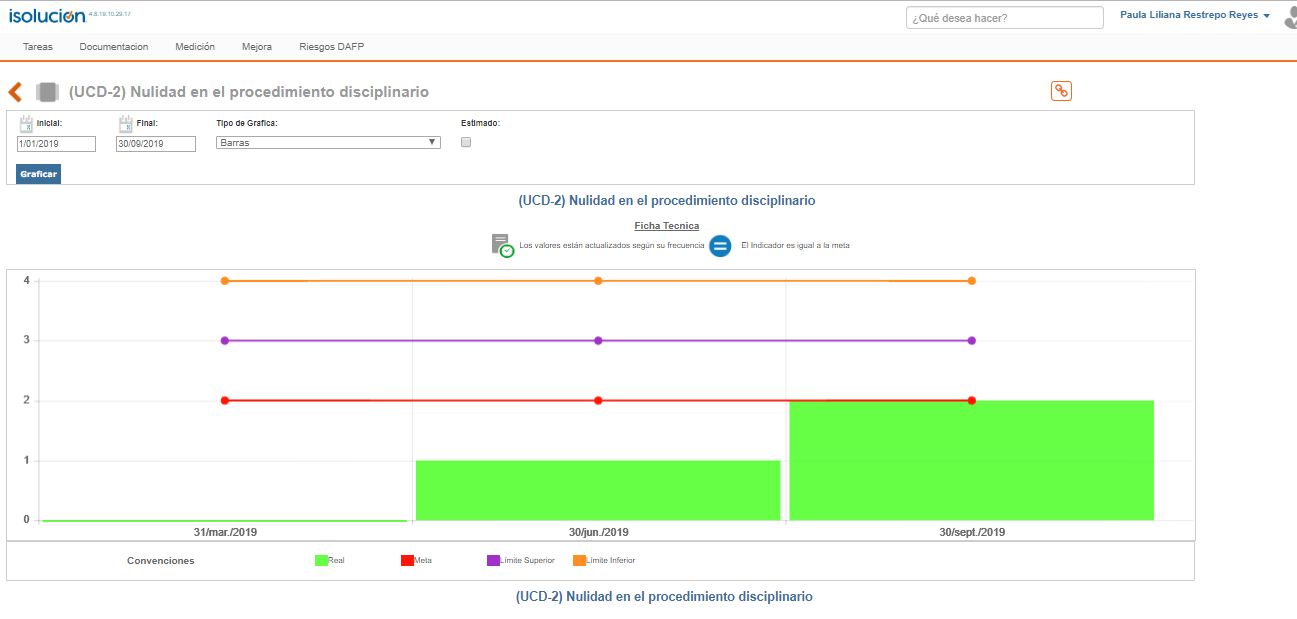 isolución 4.8.19.10.29.17
¿Qué desea hacer?
Paula Liliana Restrepo Reyes
Tareas Documentacion Medición Mejora Riesgos DAFP
(UCD-2) Nulidad en el procedimiento disciplinario
Inicial: Final: Tipo de Grafica: Estimado:
1/01/2019 30/09/2019 Barras
Graficar
(UCD-2) Nulidad en el procedimiento disciplinario
Ficha Tecnica
Los valores están actualizados según su frecuencia El Indicador es igual a la meta
4
3
2
1
0
31/mar./2019 30/jun./2019 30/sept./2019
Convenciones Real Meta Límite Superior Límite Inferior
(UCD-2) Nulidad en el procedimiento disciplinario